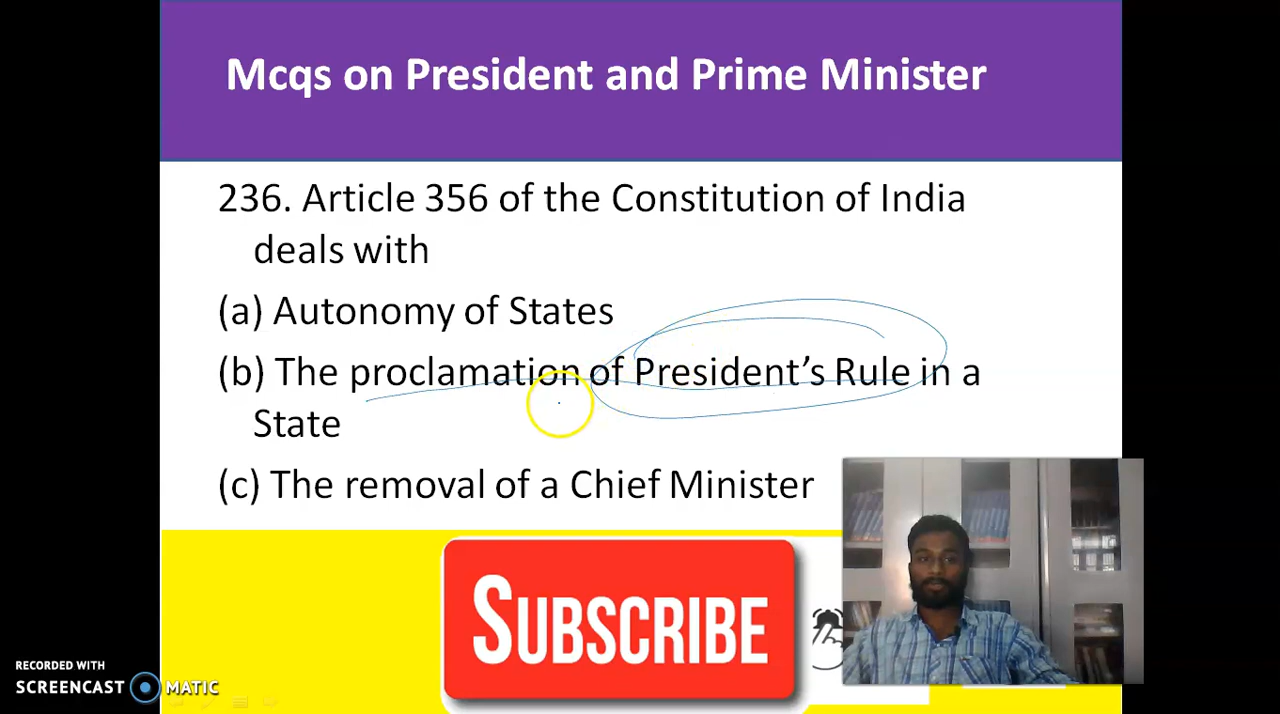 Mcqs on President and Prime Minister
236. Article 356 of the Constitution of India
deals with
(a) Autonomy of States
(b) The proclamation of President’s Rule in a
State
(c) The removal of a Chief Minister
SUBSCRIBE
RECORDED WITH
SCREENCAST MATIC